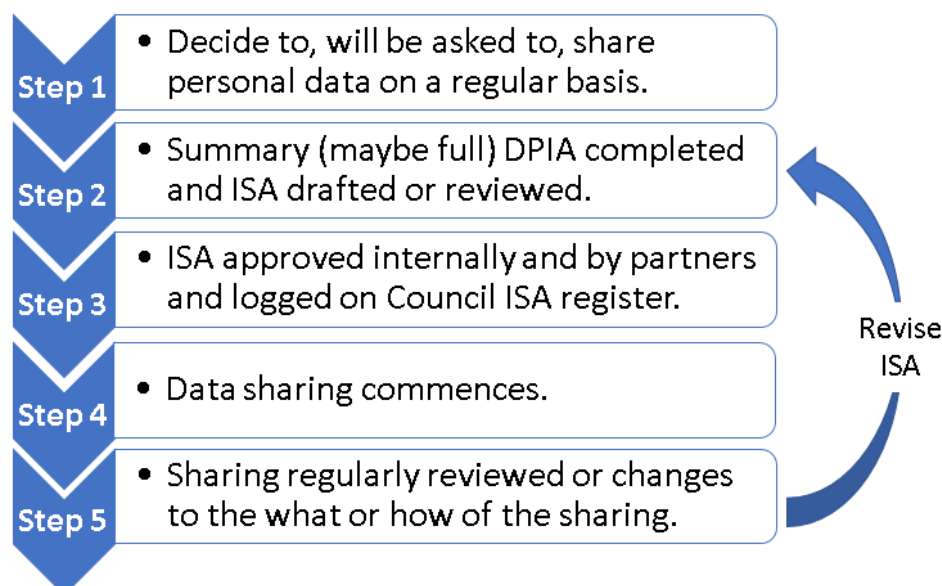 Step 1
• Decide to, will be asked to, share
personal data on a regular basis.
Step 2
• Summary (maybe full) DPIA completed
and ISA drafted or reviewed.
Step 3
• ISA approved internally and by partners
and logged on Council ISA register.
Step 4
• Data sharing commences.
Step 5
• Sharing regularly reviewed or changes
to the what or how of the sharing.
Revise
ISA